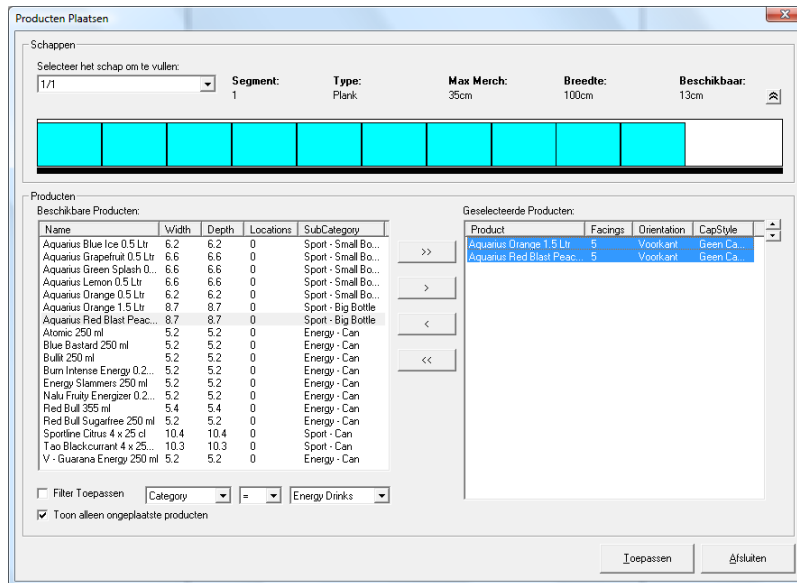 Producten Plaatsen
Schappen
Selecteer het schap om te vullen:
1/1
Segment: Type: Max Merch: Breedte: Beschikbaar:
1 Plank 35cm 100cm 13cm
Producten
Beschikbare Producten: Geselecteerde Producten:
Name Width Depth Locations SubCategory
Aquarius Blue Ice 0.5 Ltr 6.2 6.2 0 Sport - Small Bo...
Aquarius Grapefruit 0.5 Ltr 6.6 6.6 0 Sport - Small Bo...
Aquarius Green Splash 0... 6.6 6.6 0 Sport - Small Bo...
Aquarius Lemon 0.5 Ltr 6.6 6.6 0 Sport - Small Bo...
Aquarius Orange 0.5 Ltr 6.2 6.2 0 Sport - Small Bo...
Aquarius Orange 1.5 Ltr 8.7 8.7 0 Sport - Big Bottle
Aquarius Red Blast Peac... 8.7 8.7 0 Sport - Big Bottle
Atomic 250 ml 5.2 5.2 0 Energy - Can
Blue Bastard 250 ml 5.2 5.2 0 Energy - Can
Bullit 250 ml 5.2 5.2 0 Energy - Can
Burn Intense Energy 0.2... 5.2 5.2 0 Energy - Can
Energy Slammers 250 ml 5.2 5.2 0 Energy - Can
Nalu Fruity Energizer 0.2... 5.2 5.2 0 Energy - Can
Red Bull 355 ml 5.4 5.4 0 Energy - Can
Red Bull Sugarfree 250 ml 5.2 5.2 0 Energy - Can
Sportline Citrus 4 x 25 cl 10.4 10.4 0 Sport - Can
Tao Blackcurrant 4 x 25... 10.3 10.3 0 Sport - Can
V - Guarana Energy 250 ml 5.2 5.2 0 Energy - Can
>>
>
<
<<
Product Facings Orientation CapStyle
Aquarius Orange 1.5 Ltr 5 Voorkant Geen Ca...
Aquarius Red Blast Peac... 5 Voorkant Geen Ca...
Filter Toepassen Category = Energy Drinks
Toon alleen ongeplaatste producten
Toepassen Afsluiten